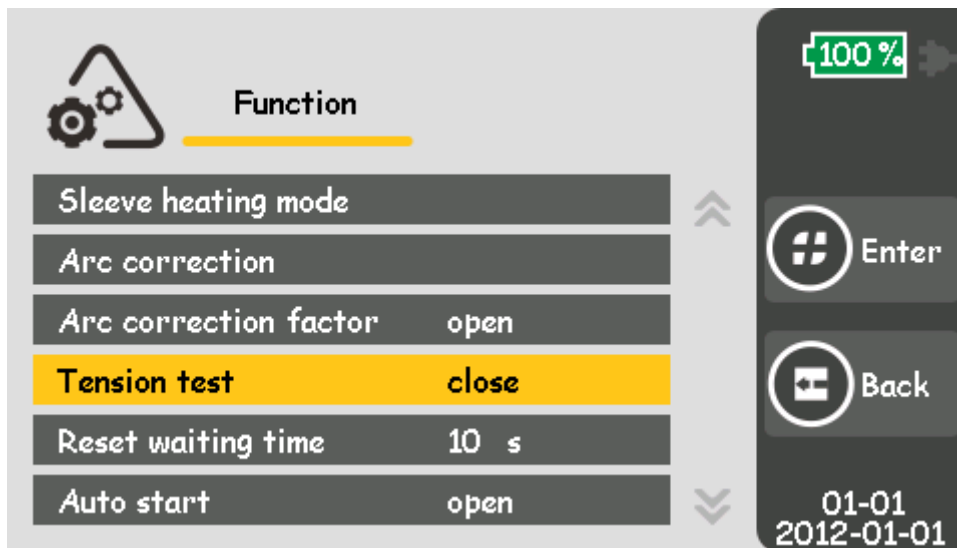 Function
Sleeve heating mode
Arc correction
Arc correction factor open
Tension test close
Reset waiting time 10 s
Auto start open
100 %
Enter
Back
01-01
2012-01-01